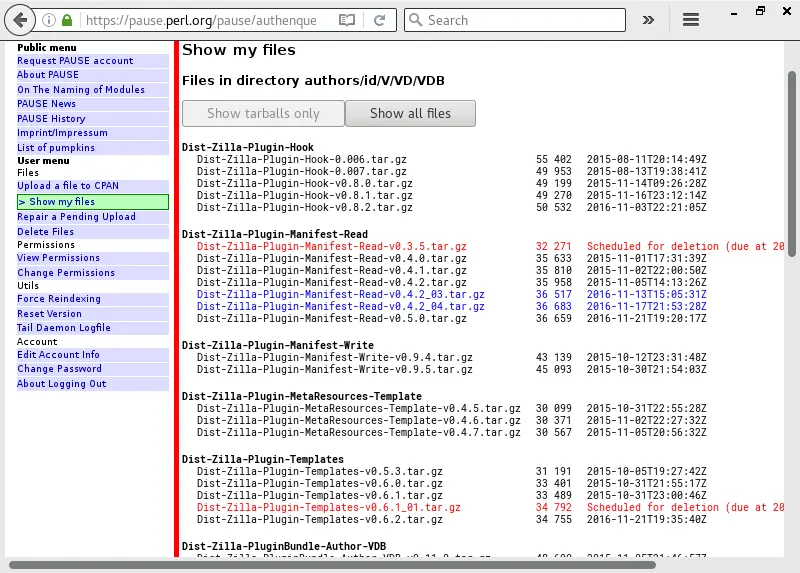 https://pause.perl.org/pause/authenque
Search
Public menu
Request PAUSE account
About PAUSE
On The Naming of Modules
PAUSE News
PAUSE History
Imprint/Impressum
List of pumpkins
User menu
Files
Upload a file to CPAN
> Show my files
Repair a Pending Upload
Delete Files
Permissions
View Permissions
Change Permissions
Utils
Force Reindexing
Reset Version
Tail Daemon Logfile
Account
Edit Account Info
Change Password
About Logging Out
Show my files
Files in directory authors/id/V/VD/VDB
Show tarballs only Show all files
Dist-Zilla-Plugin-Hook
Dist-Zilla-Plugin-Hook-0.006.tar.gz 55 402 2015-08-11T20:14:49Z
Dist-Zilla-Plugin-Hook-0.007.tar.gz 49 953 2015-08-13T19:38:41Z
Dist-Zilla-Plugin-Hook-v0.8.0.tar.gz 49 199 2015-11-14T09:26:28Z
Dist-Zilla-Plugin-Hook-v0.8.1.tar.gz 49 270 2015-11-16T23:12:14Z
Dist-Zilla-Plugin-Hook-v0.8.2.tar.gz 50 532 2016-11-03T22:21:05Z
Dist-Zilla-Plugin-Manifest-Read
Dist-Zilla-Plugin-Manifest-Read-v0.3.5.tar.gz 32 271 Scheduled for deletion (due at 20
Dist-Zilla-Plugin-Manifest-Read-v0.4.0.tar.gz 35 633 2015-11-01T17:31:39Z
Dist-Zilla-Plugin-Manifest-Read-v0.4.1.tar.gz 35 810 2015-11-02T22:00:50Z
Dist-Zilla-Plugin-Manifest-Read-v0.4.2.tar.gz 35 958 2015-11-05T14:13:26Z
Dist-Zilla-Plugin-Manifest-Read-v0.4.2_03.tar.gz 36 517 2016-11-13T15:05:31Z
Dist-Zilla-Plugin-Manifest-Read-v0.4.2_04.tar.gz 36 683 2016-11-17T21:53:28Z
Dist-Zilla-Plugin-Manifest-Read-v0.5.0.tar.gz 36 659 2016-11-21T19:20:17Z
Dist-Zilla-Plugin-Manifest-Write
Dist-Zilla-Plugin-Manifest-Write-v0.9.4.tar.gz 43 139 2015-10-12T23:31:48Z
Dist-Zilla-Plugin-Manifest-Write-v0.9.5.tar.gz 45 093 2015-10-30T21:54:03Z
Dist-Zilla-Plugin-MetaResources-Template
Dist-Zilla-Plugin-MetaResources-Template-v0.4.5.tar.gz 30 099 2015-10-31T22:55:28Z
Dist-Zilla-Plugin-MetaResources-Template-v0.4.6.tar.gz 30 371 2015-11-02T22:27:32Z
Dist-Zilla-Plugin-MetaResources-Template-v0.4.7.tar.gz 30 567 2015-11-05T20:56:32Z
Dist-Zilla-Plugin-Templates
Dist-Zilla-Plugin-Templates-v0.5.3.tar.gz 31 191 2015-10-05T19:27:42Z
Dist-Zilla-Plugin-Templates-v0.6.0.tar.gz 33 401 2015-10-31T21:55:17Z
Dist-Zilla-Plugin-Templates-v0.6.1.tar.gz 33 489 2015-10-31T23:00:46Z
Dist-Zilla-Plugin-Templates-v0.6.1_01.tar.gz 34 792 Scheduled for deletion (due at 20
Dist-Zilla-Plugin-Templates-v0.6.2.tar.gz 34 755 2016-11-21T19:35:40Z
Dist-Zilla-PluginBundle-Author-VDB